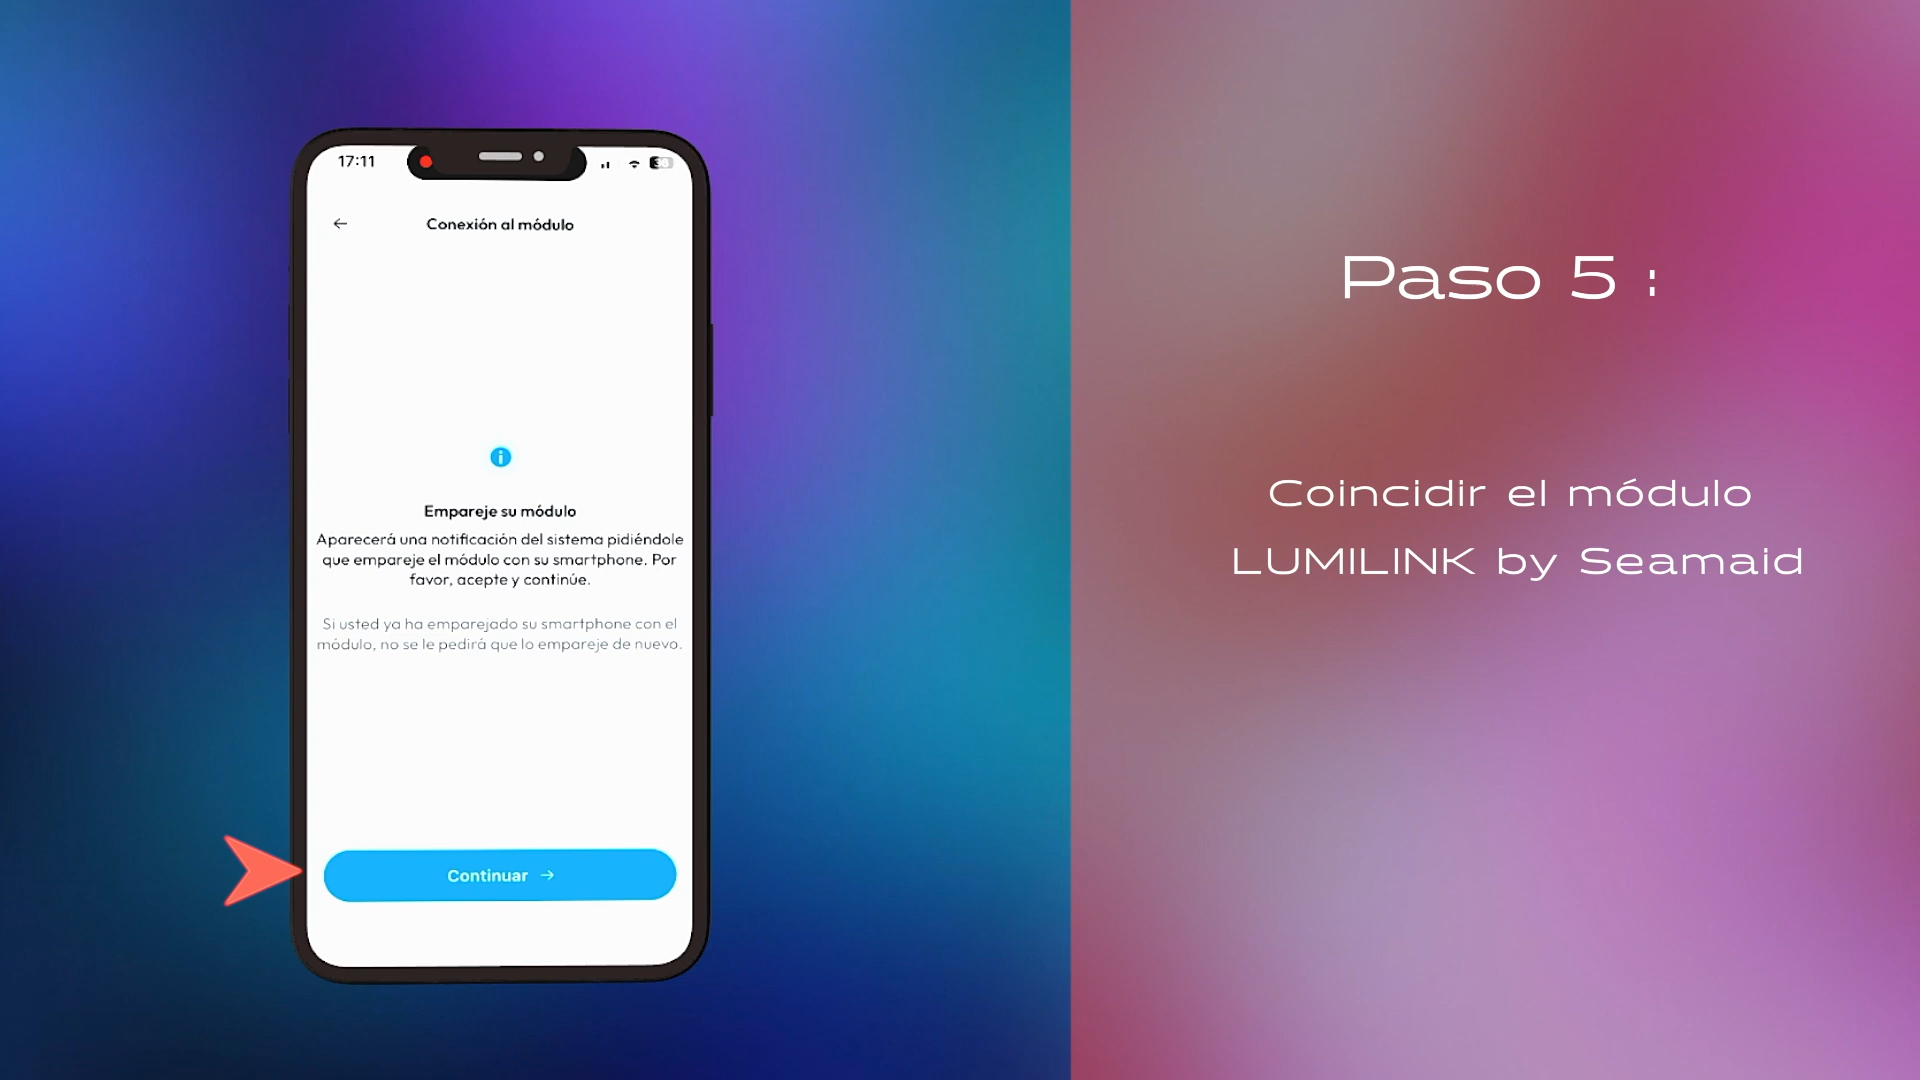 17:11
36
Conexión al módulo
Empareje su módulo
Aparecerá una notificación del sistema pidiéndole
que empareje el módulo con su smartphone. Por
favor, acepte y continúe.
Si usted ya ha emparejado su smartphone con el
módulo, no se le pedirá que lo empareje de nuevo.
Continuar
Paso 5 :
Coincidir el módulo
LUMILINK by Seamaid